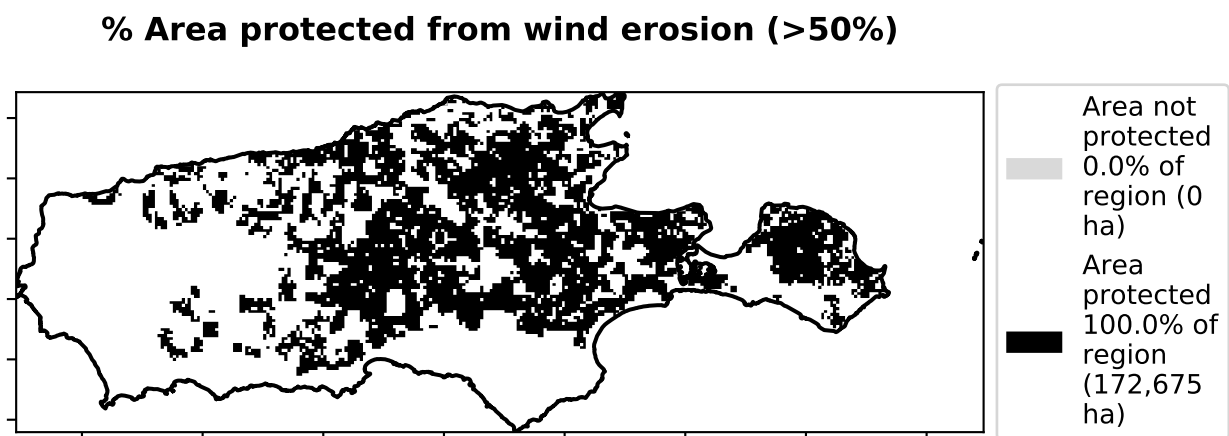 % Area protected from wind erosion (>50%)
Area not
protected
0.0% of
region (0
ha)
Area
protected
100.0% of
region
(172,675
ha)